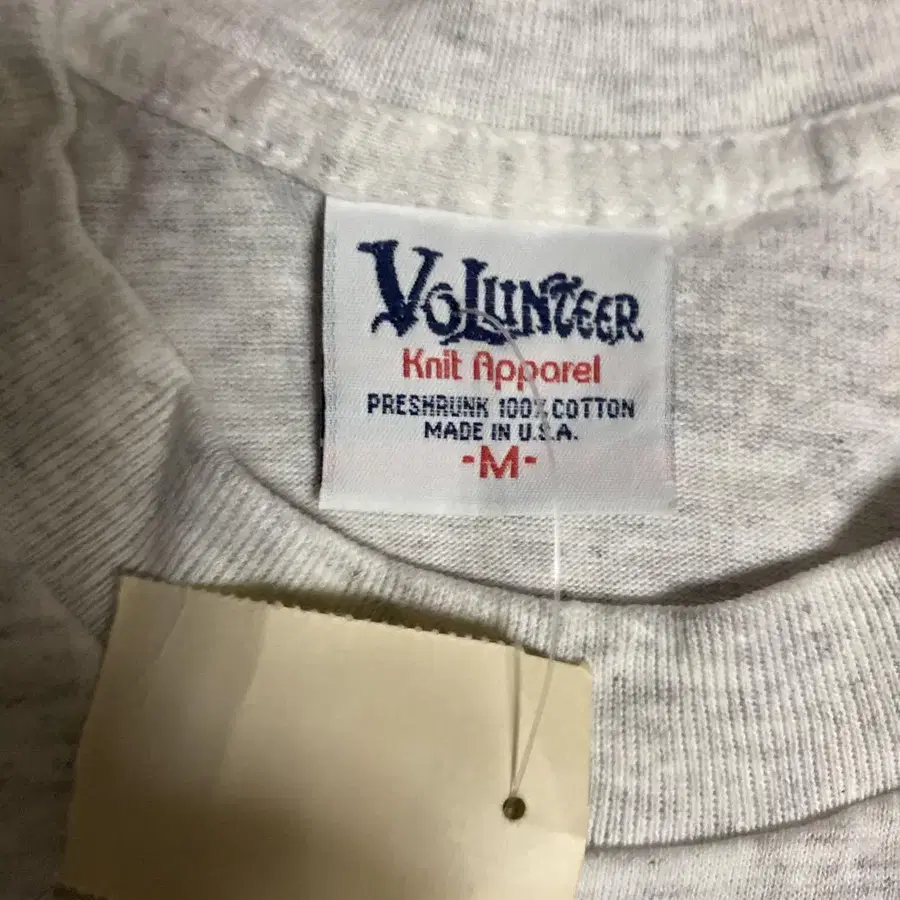 VOLUNTEER
Knit Apparel
PRESHRUNK 100% COTTON
MADE IN U.S.A.
-M-